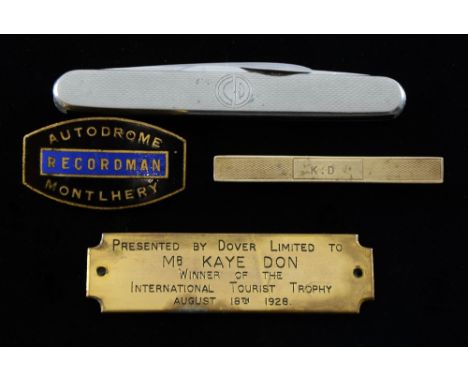 CD
AUTODROME
RECORDMAN
MONTLHERY
K:D
PRESENTED BY DOVER LIMITED TO
MR KAYE DON
WINNER OF THE
INTERNATIONAL TOURIST TROPHY
AUGUST 18TH 1928.